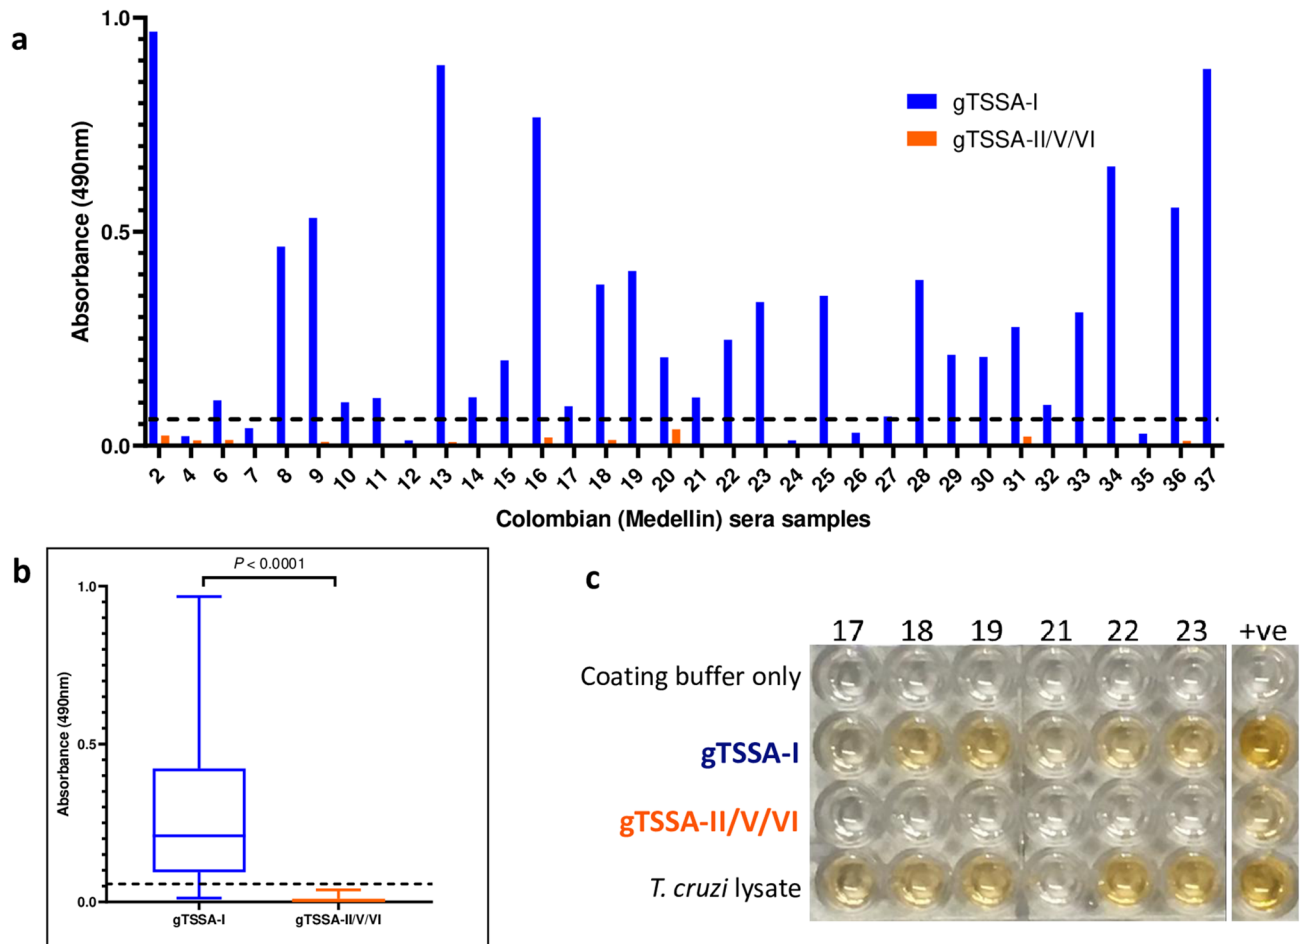 a
1.0
0.5
0.0
Absorbance (490nm)
gTSSA-I
gTSSA-II/V/VI
2 4 6 7 8 9 10 11 12 13 14 15 16 17 18 19 20 21 22 23 24 25 26 27 28 29 30 31 32 33 34 35 36 37
Colombian (Medellin) sera samples
b
P < 0.0001
1.0
0.5
0.0
Absorbance (490nm)
gTSSA-I gTSSA-II/V/VI
c
17 18 19 21 22 23 +ve
Coating buffer only
gTSSA-I
gTSSA-II/V/VI
T. cruzi lysate